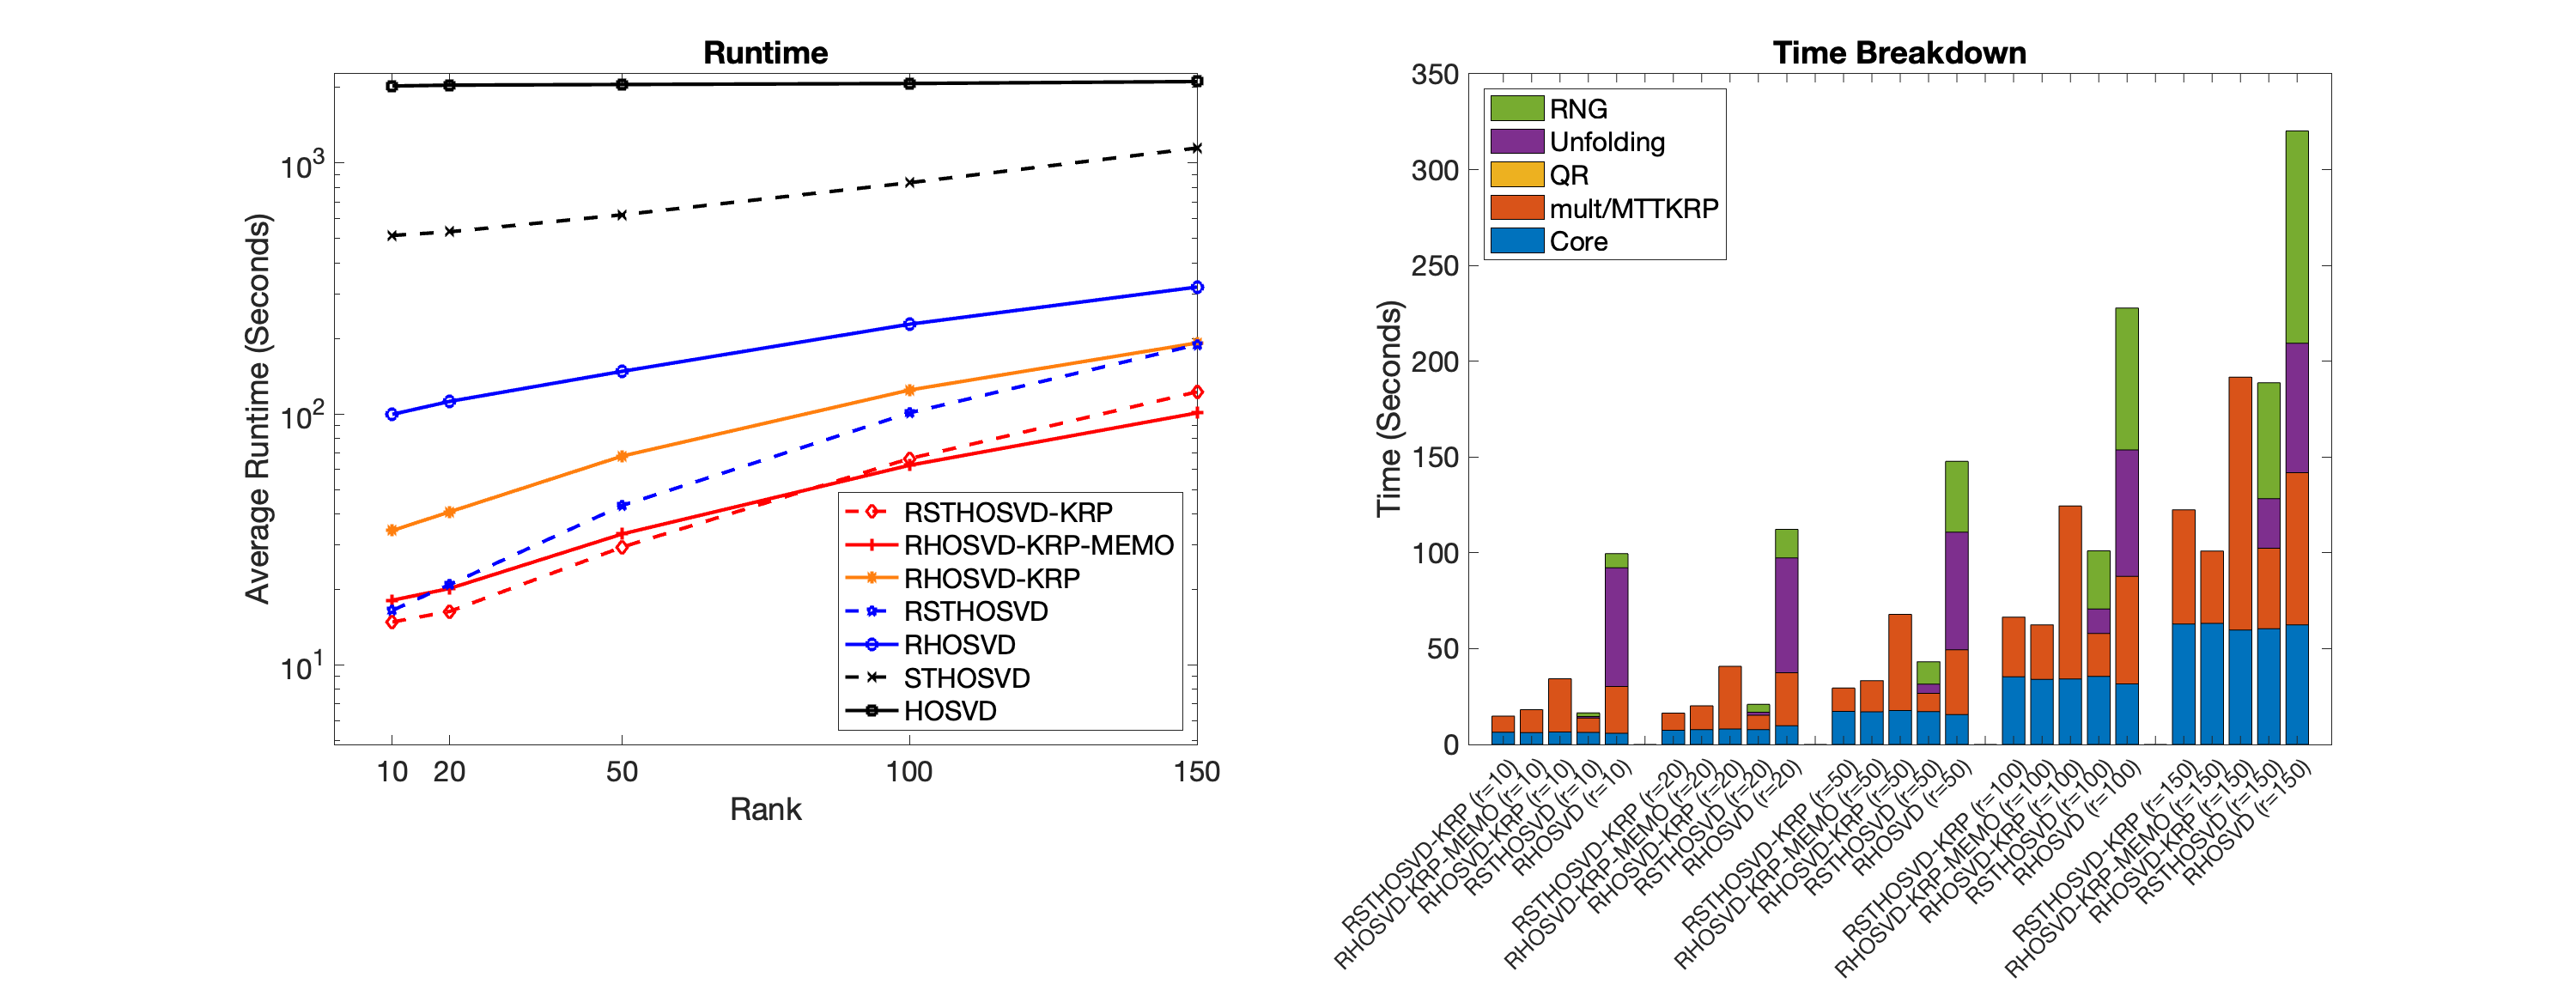 Runtime
Average Runtime (Seconds)
10^3
10^2
10^1
10 20 50 100 150
Rank
RSTHOSVD-KRP
RHOSVD-KRP-MEMO
RHOSVD-KRP
RSTHOSVD
RHOSVD
STHOSVD
HOSVD
Time Breakdown
Time (Seconds)
350
300
250
200
150
100
50
0
RNG
Unfolding
QR
mult/MTTKRP
Core
RSTHOSVD-KRP (r=10)
RHOSVD-KRP-MEMO (r=10)
RHOSVD-KRP (r=10)
RSTHOSVD (r=10)
RHOSVD (r=10)
RSTHOSVD-KRP (r=20)
RHOSVD-KRP-MEMO (r=20)
RHOSVD-KRP (r=20)
RSTHOSVD (r=20)
RHOSVD (r=20)
RSTHOSVD-KRP (r=50)
RHOSVD-KRP-MEMO (r=50)
RHOSVD-KRP (r=50)
RSTHOSVD (r=50)
RHOSVD (r=50)
RSTHOSVD-KRP (r=100)
RHOSVD-KRP-MEMO (r=100)
RHOSVD-KRP (r=100)
RSTHOSVD (r=100)
RHOSVD (r=100)
RSTHOSVD-KRP (r=150)
RHOSVD-KRP-MEMO (r=150)
RHOSVD-KRP (r=150)
RSTHOSVD (r=150)
RHOSVD (r=150)